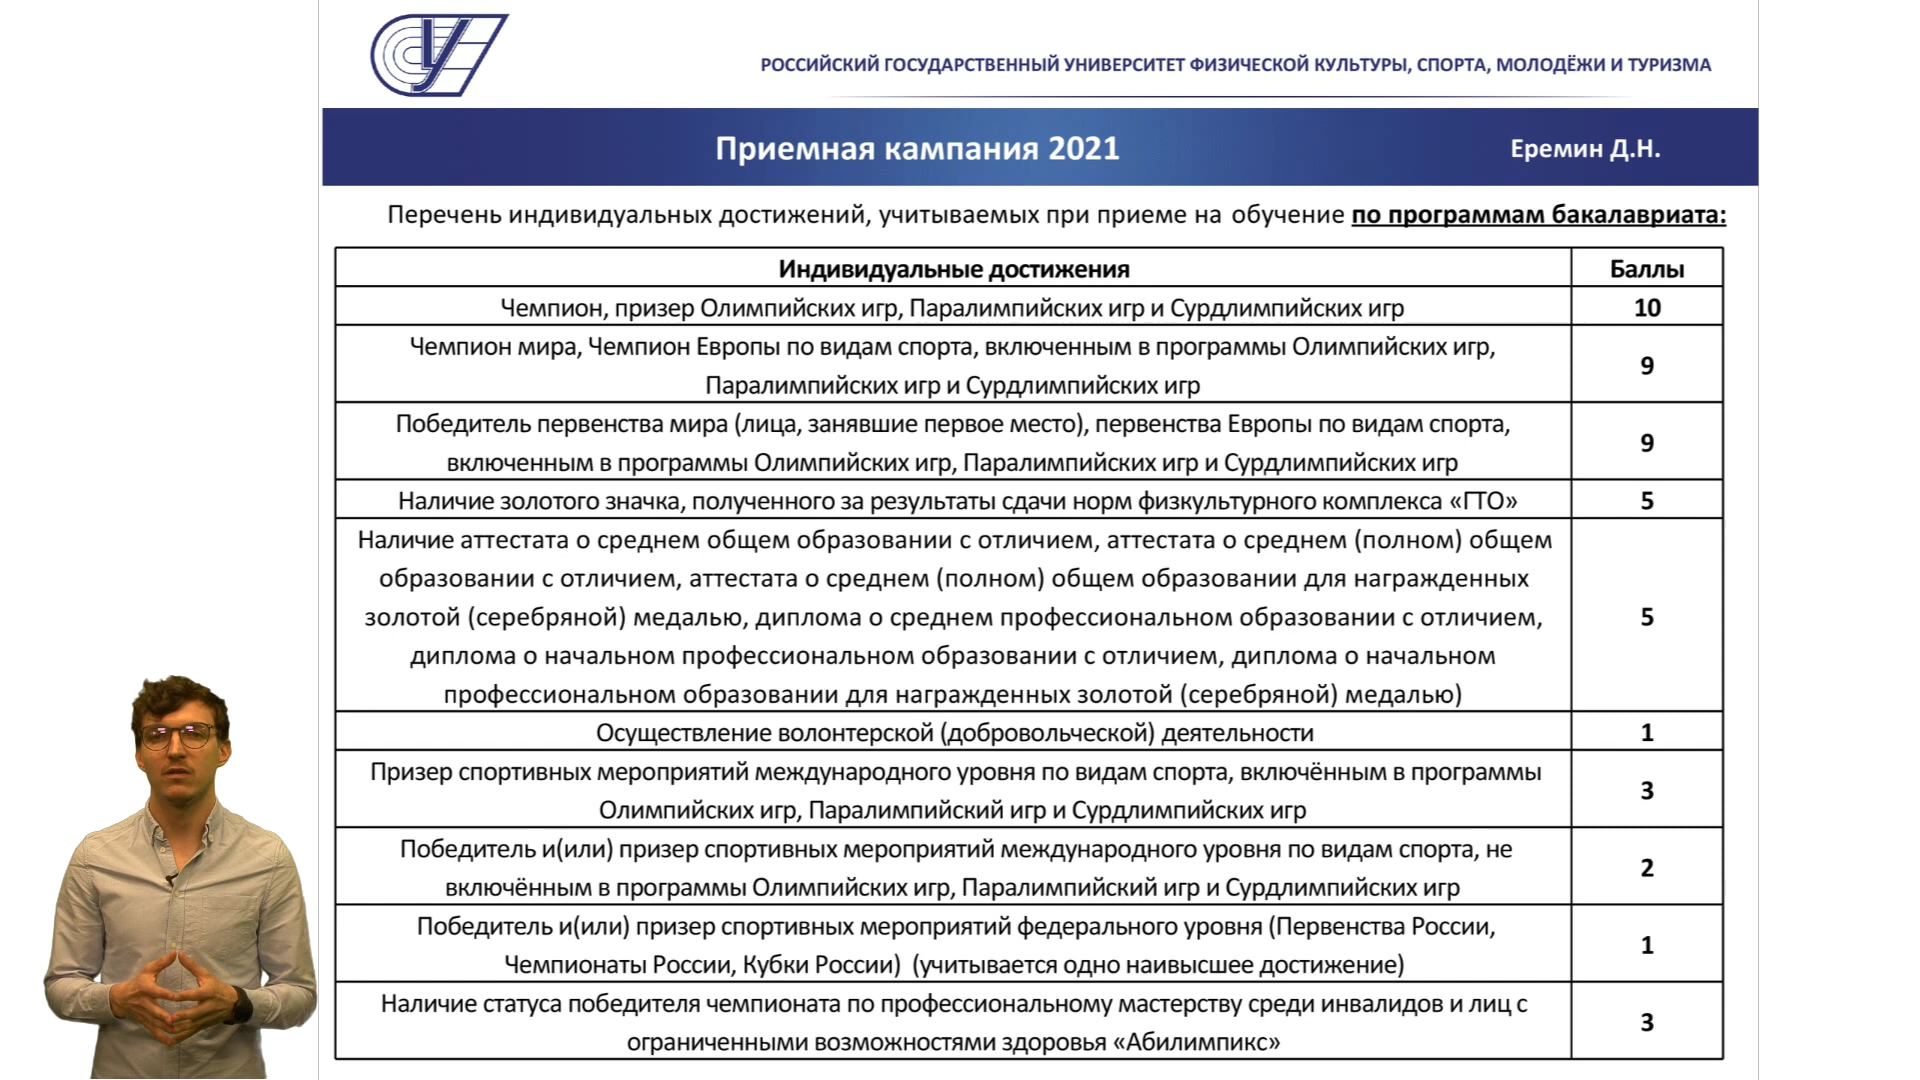 РОССИЙСКИЙ ГОСУДАРСТВЕННЫЙ УНИВЕРСИТЕТ ФИЗИЧЕСКОЙ КУЛЬТУРЫ, СПОРТА, МОЛОДЁЖИ И ТУРИЗМА
Приемная кампания 2021
Еремин Д.Н.
Перечень индивидуальных достижений, учитываемых при приеме на обучение по программам бакалавриата:
Индивидуальные достижения
Баллы
Чемпион, призер Олимпийских игр, Паралимпийских игр и Сурдлимпийских игр
10
Чемпион мира, Чемпион Европы по видам спорта, включенным в программы Олимпийских игр,
Паралимпийских игр и Сурдлимпийских игр
9
Победитель первенства мира (лица, занявшие первое место), первенства Европы по видам спорта,
включенным в программы Олимпийских игр, Паралимпийских игр и Сурдлимпийских игр
9
Наличие золотого значка, полученного за результаты сдачи норм физкультурного комплекса «ГТО»
5
Наличие аттестата о среднем общем образовании с отличием, аттестата о среднем (полном) общем
образовании с отличием, аттестата о среднем (полном) общем образовании для награжденных
золотой (серебряной) медалью, диплома о среднем профессиональном образовании с отличием,
диплома о начальном профессиональном образовании с отличием, диплома о начальном
профессиональном образовании для награжденных золотой (серебряной) медалью)
5
Осуществление волонтерской (добровольческой) деятельности
1
Призер спортивных мероприятий международного уровня по видам спорта, включённым в программы
Олимпийских игр, Паралимпийский игр и Сурдлимпийских игр
3
Победитель и(или) призер спортивных мероприятий международного уровня по видам спорта, не
включённым в программы Олимпийских игр, Паралимпийский игр и Сурдлимпийских игр
2
Победитель и(или) призер спортивных мероприятий федерального уровня (Первенства России,
Чемпионаты России, Кубки России) (учитывается одно наивысшее достижение)
1
Наличие статуса победителя чемпионата по профессиональному мастерству среди инвалидов и лиц с
ограниченными возможностями здоровья «Абилимпикс»
3